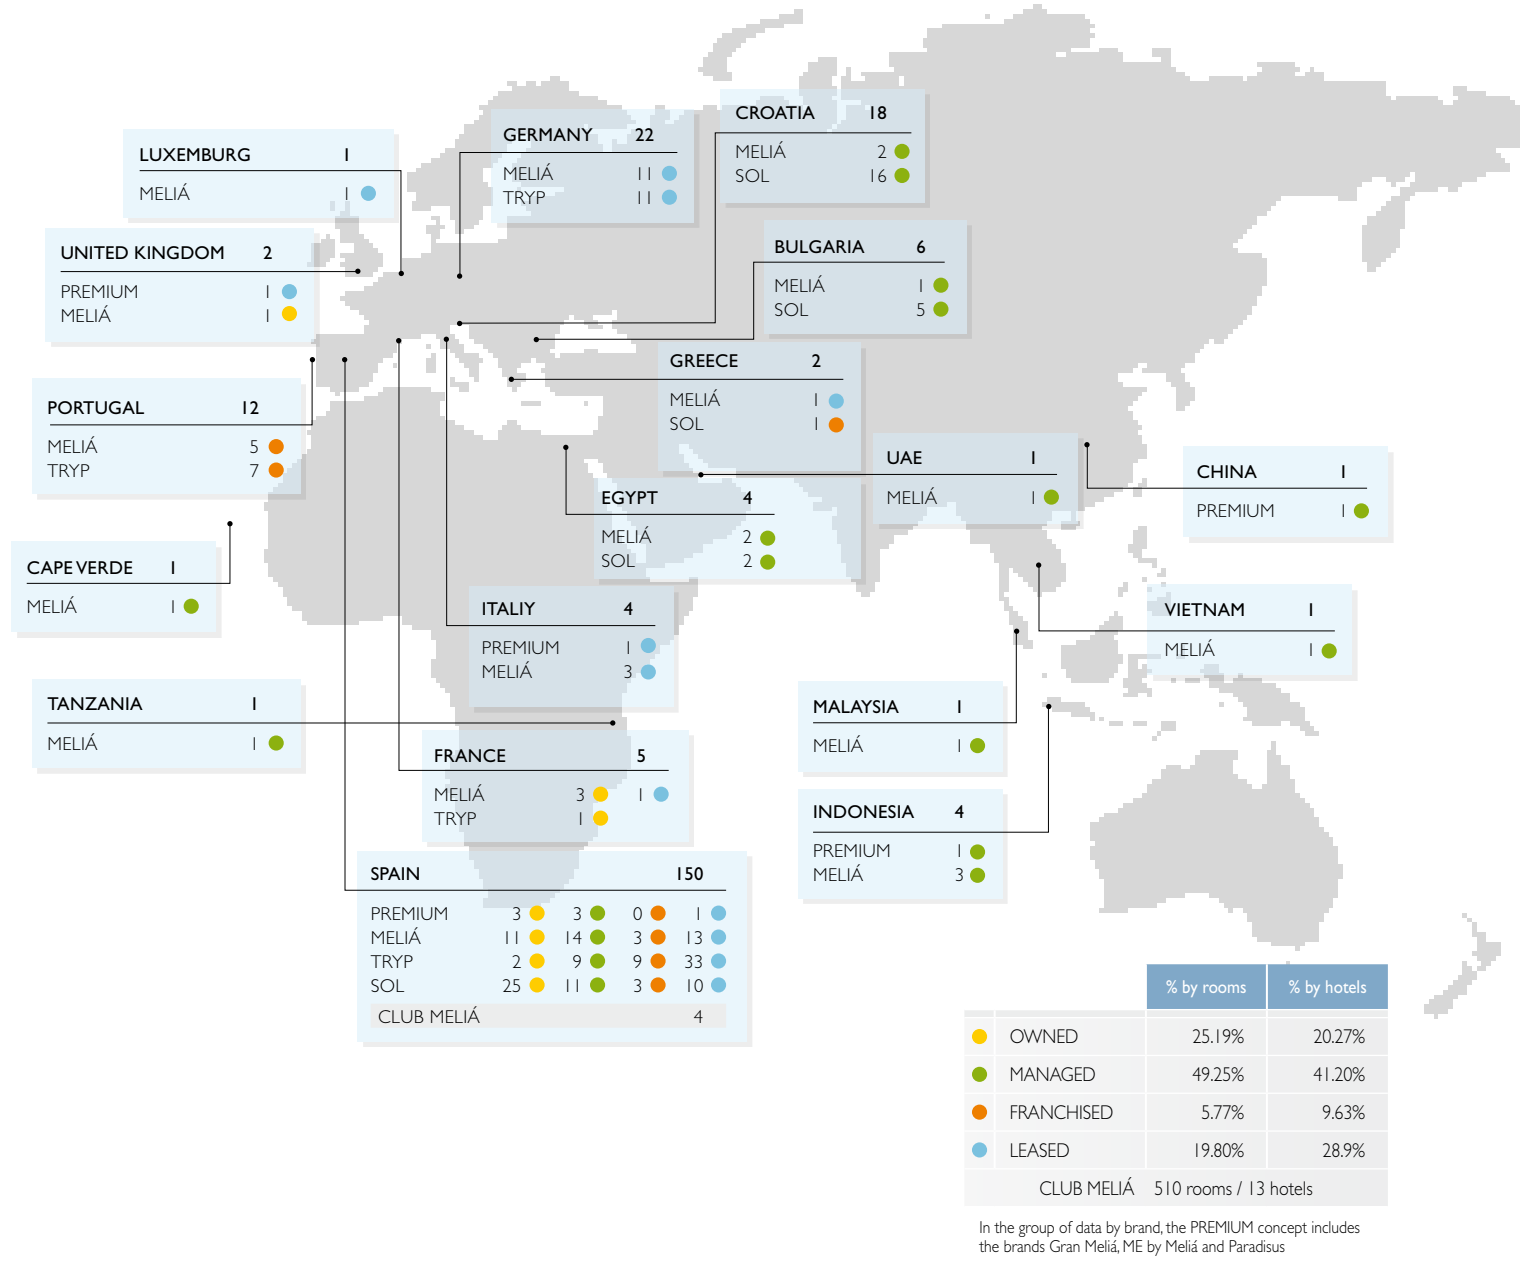 LUXEMBURG 1
MELIÁ 1
GERMANY 22
MELIÁ 11
TRYP 11
CROATIA 18
MELIÁ 2
SOL 16
UNITED KINGDOM 2
PREMIUM 1
MELIÁ 1
BULGARIA 6
MELIÁ 1
SOL 5
GREECE 2
MELIÁ 1
SOL 1
PORTUGAL 12
MELIÁ 5
TRYP 7
UAE 1
MELIÁ 1
CHINA 1
PREMIUM 1
EGYPT 4
MELIÁ 2
SOL 2
CAPE VERDE 1
MELIÁ 1
ITALIY 4
PREMIUM 1
MELIÁ 3
VIETNAM 1
MELIÁ 1
TANZANIA 1
MELIÁ 1
MALAYSIA 1
MELIÁ 1
FRANCE 5
MELIÁ 3 1
TRYP 1
INDONESIA 4
PREMIUM 1
MELIÁ 3
SPAIN 150
PREMIUM 3 3 0 1
MELIÁ 11 14 3 13
TRYP 2 9 9 33
SOL 25 11 3 10
CLUB MELIÁ 4
% by rooms % by hotels
OWNED 25.19% 20.27%
MANAGED 49.25% 41.20%
FRANCHISED 5.77% 9.63%
LEASED 19.80% 28.9%
CLUB MELIÁ 510 rooms / 13 hotels
In the group of data by brand, the PREMIUM concept includes
the brands Gran Meliá, ME by Meliá and Paradisus